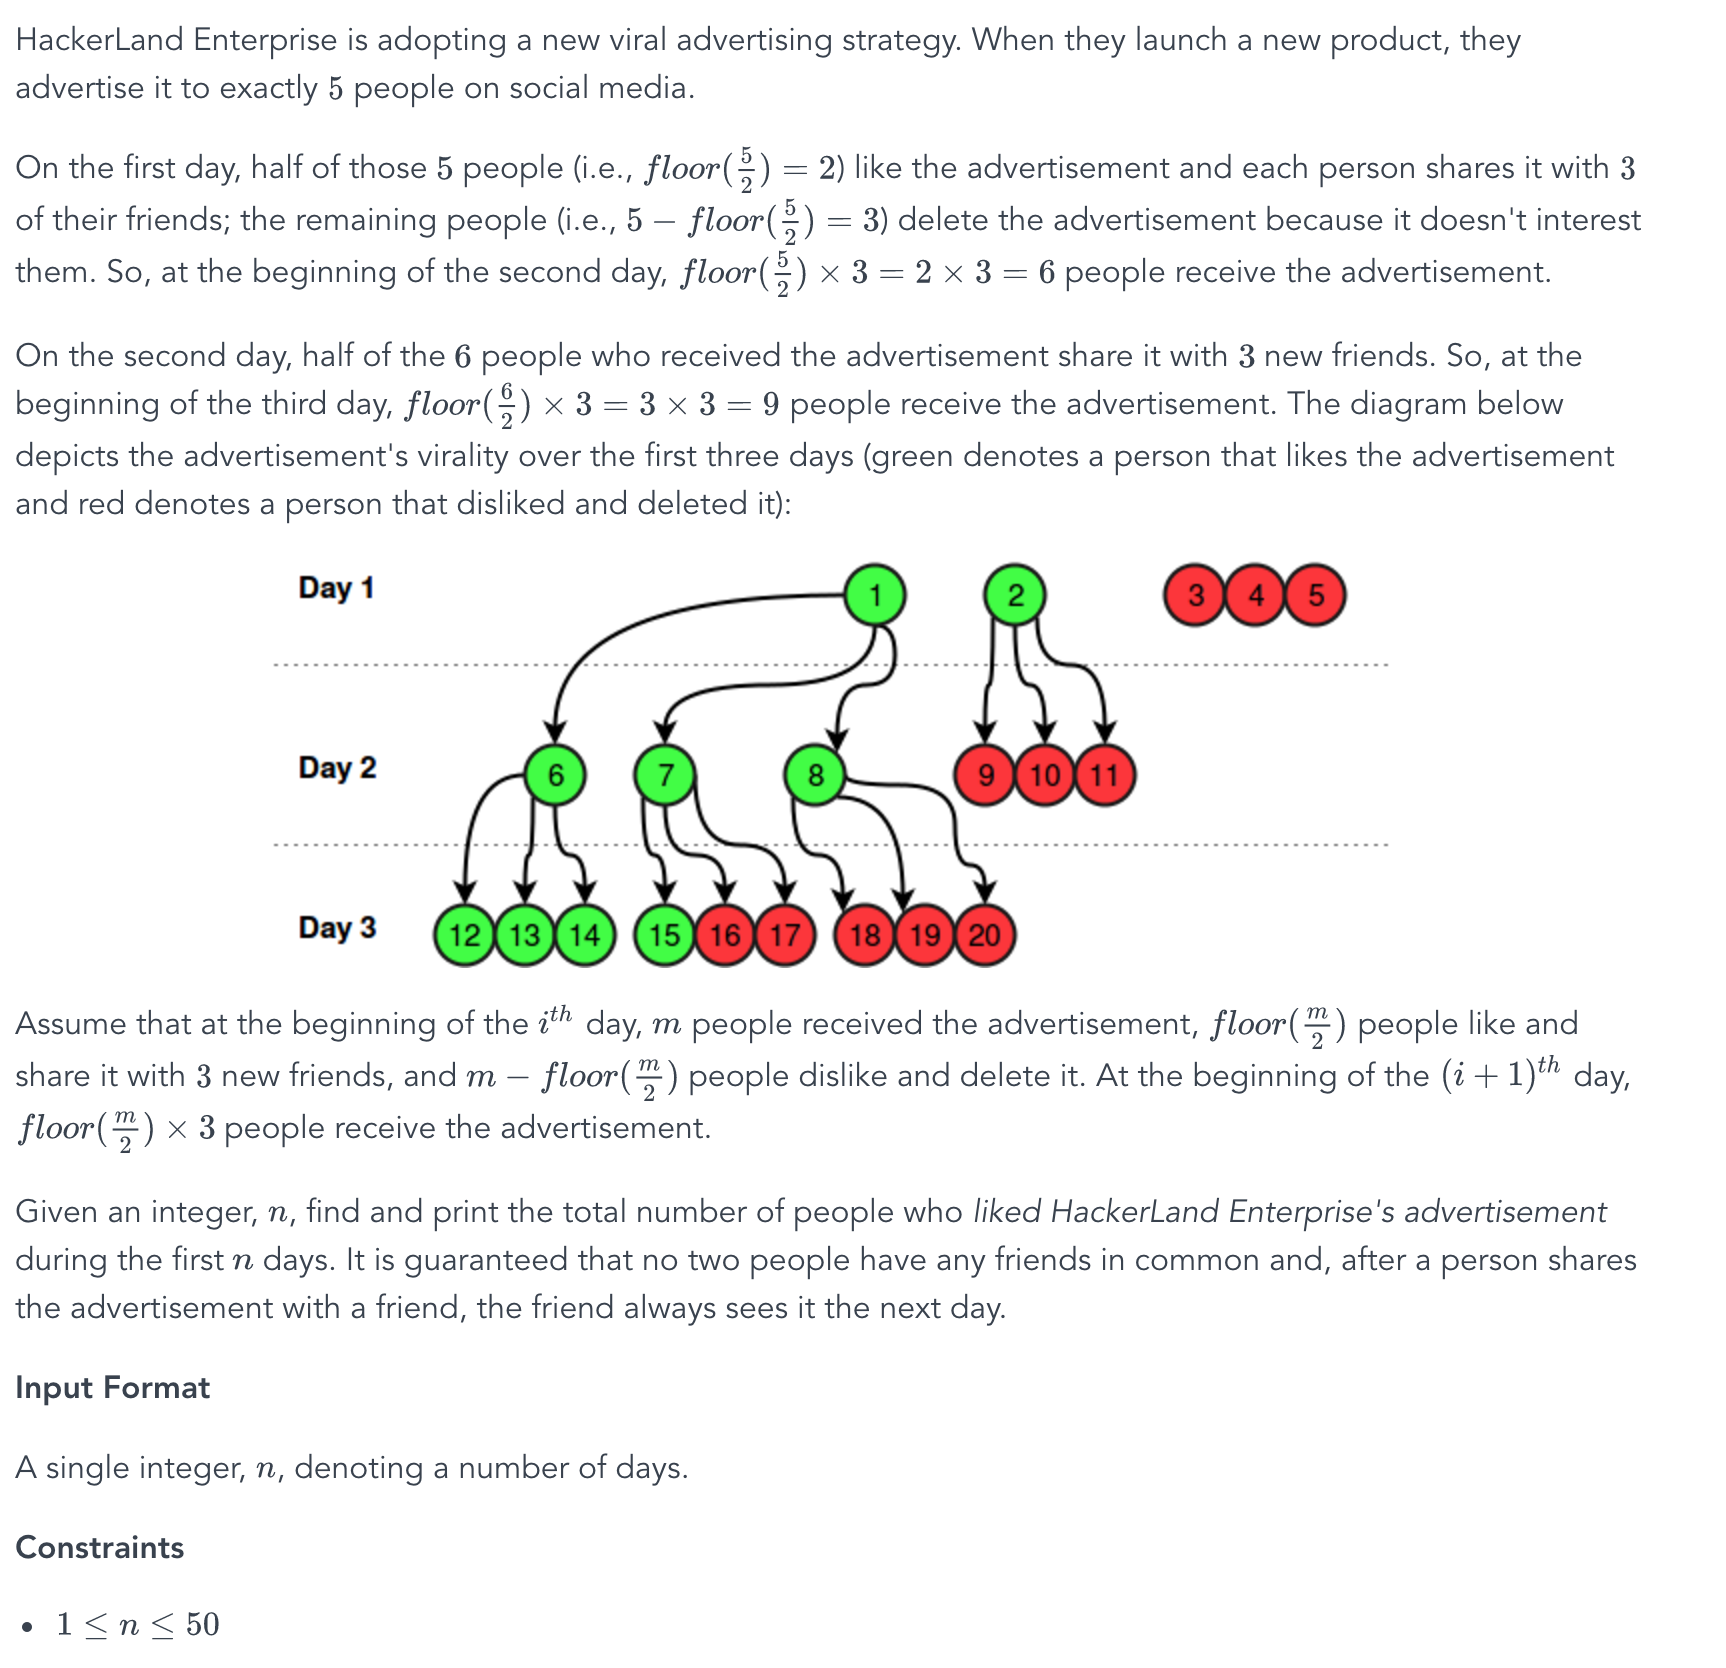 HackerLand Enterprise is adopting a new viral advertising strategy. When they launch a new product, they
advertise it to exactly 5 people on social media.
On the first day, half of those 5 people (i.e., floor(5/2) = 2) like the advertisement and each person shares it with 3
of their friends; the remaining people (i.e., 5 − floor(5/2) = 3) delete the advertisement because it doesn't interest
them. So, at the beginning of the second day, floor(5/2) × 3 = 2 × 3 = 6 people receive the advertisement.
On the second day, half of the 6 people who received the advertisement share it with 3 new friends. So, at the
beginning of the third day, floor(6/2) × 3 = 3 × 3 = 9 people receive the advertisement. The diagram below
depicts the advertisement's virality over the first three days (green denotes a person that likes the advertisement
and red denotes a person that disliked and deleted it):
Day 1 1 2 3 4 5
Day 2 6 7 8 9 10 11
Day 3 12 13 14 15 16 17 18 19 20
Assume that at the beginning of the i^th day, m people received the advertisement, floor(m/2) people like and
share it with 3 new friends, and m − floor(m/2) people dislike and delete it. At the beginning of the (i + 1)^th day,
floor(m/2) × 3 people receive the advertisement.
Given an integer, n, find and print the total number of people who liked HackerLand Enterprise's advertisement
during the first n days. It is guaranteed that no two people have any friends in common and, after a person shares
the advertisement with a friend, the friend always sees it the next day.
Input Format
A single integer, n, denoting a number of days.
Constraints
• 1 ≤ n ≤ 50